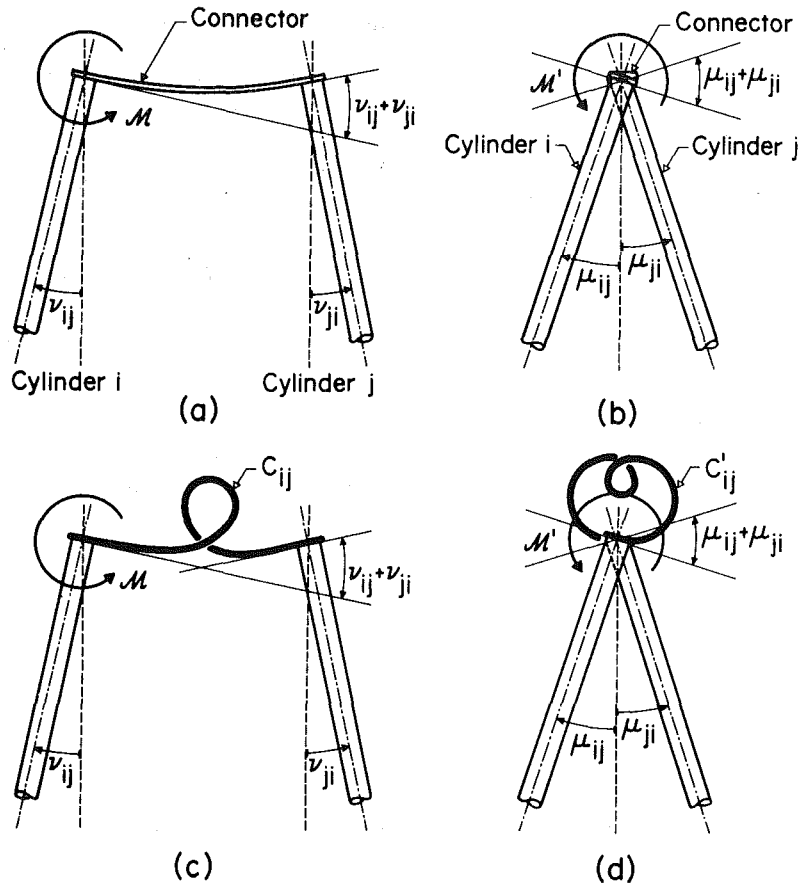 Connector
ν_ij + ν_ji
ℳ
ν_ij
ν_ji
Cylinder i
Cylinder j
(a)
Connector
ℳ'
μ_ij + μ_ji
Cylinder i
Cylinder j
μ_ij
μ_ji
(b)
C_ij
ℳ
ν_ij + ν_ji
ν_ij
ν_ji
(c)
C'_ij
ℳ'
μ_ij + μ_ji
μ_ij
μ_ji
(d)